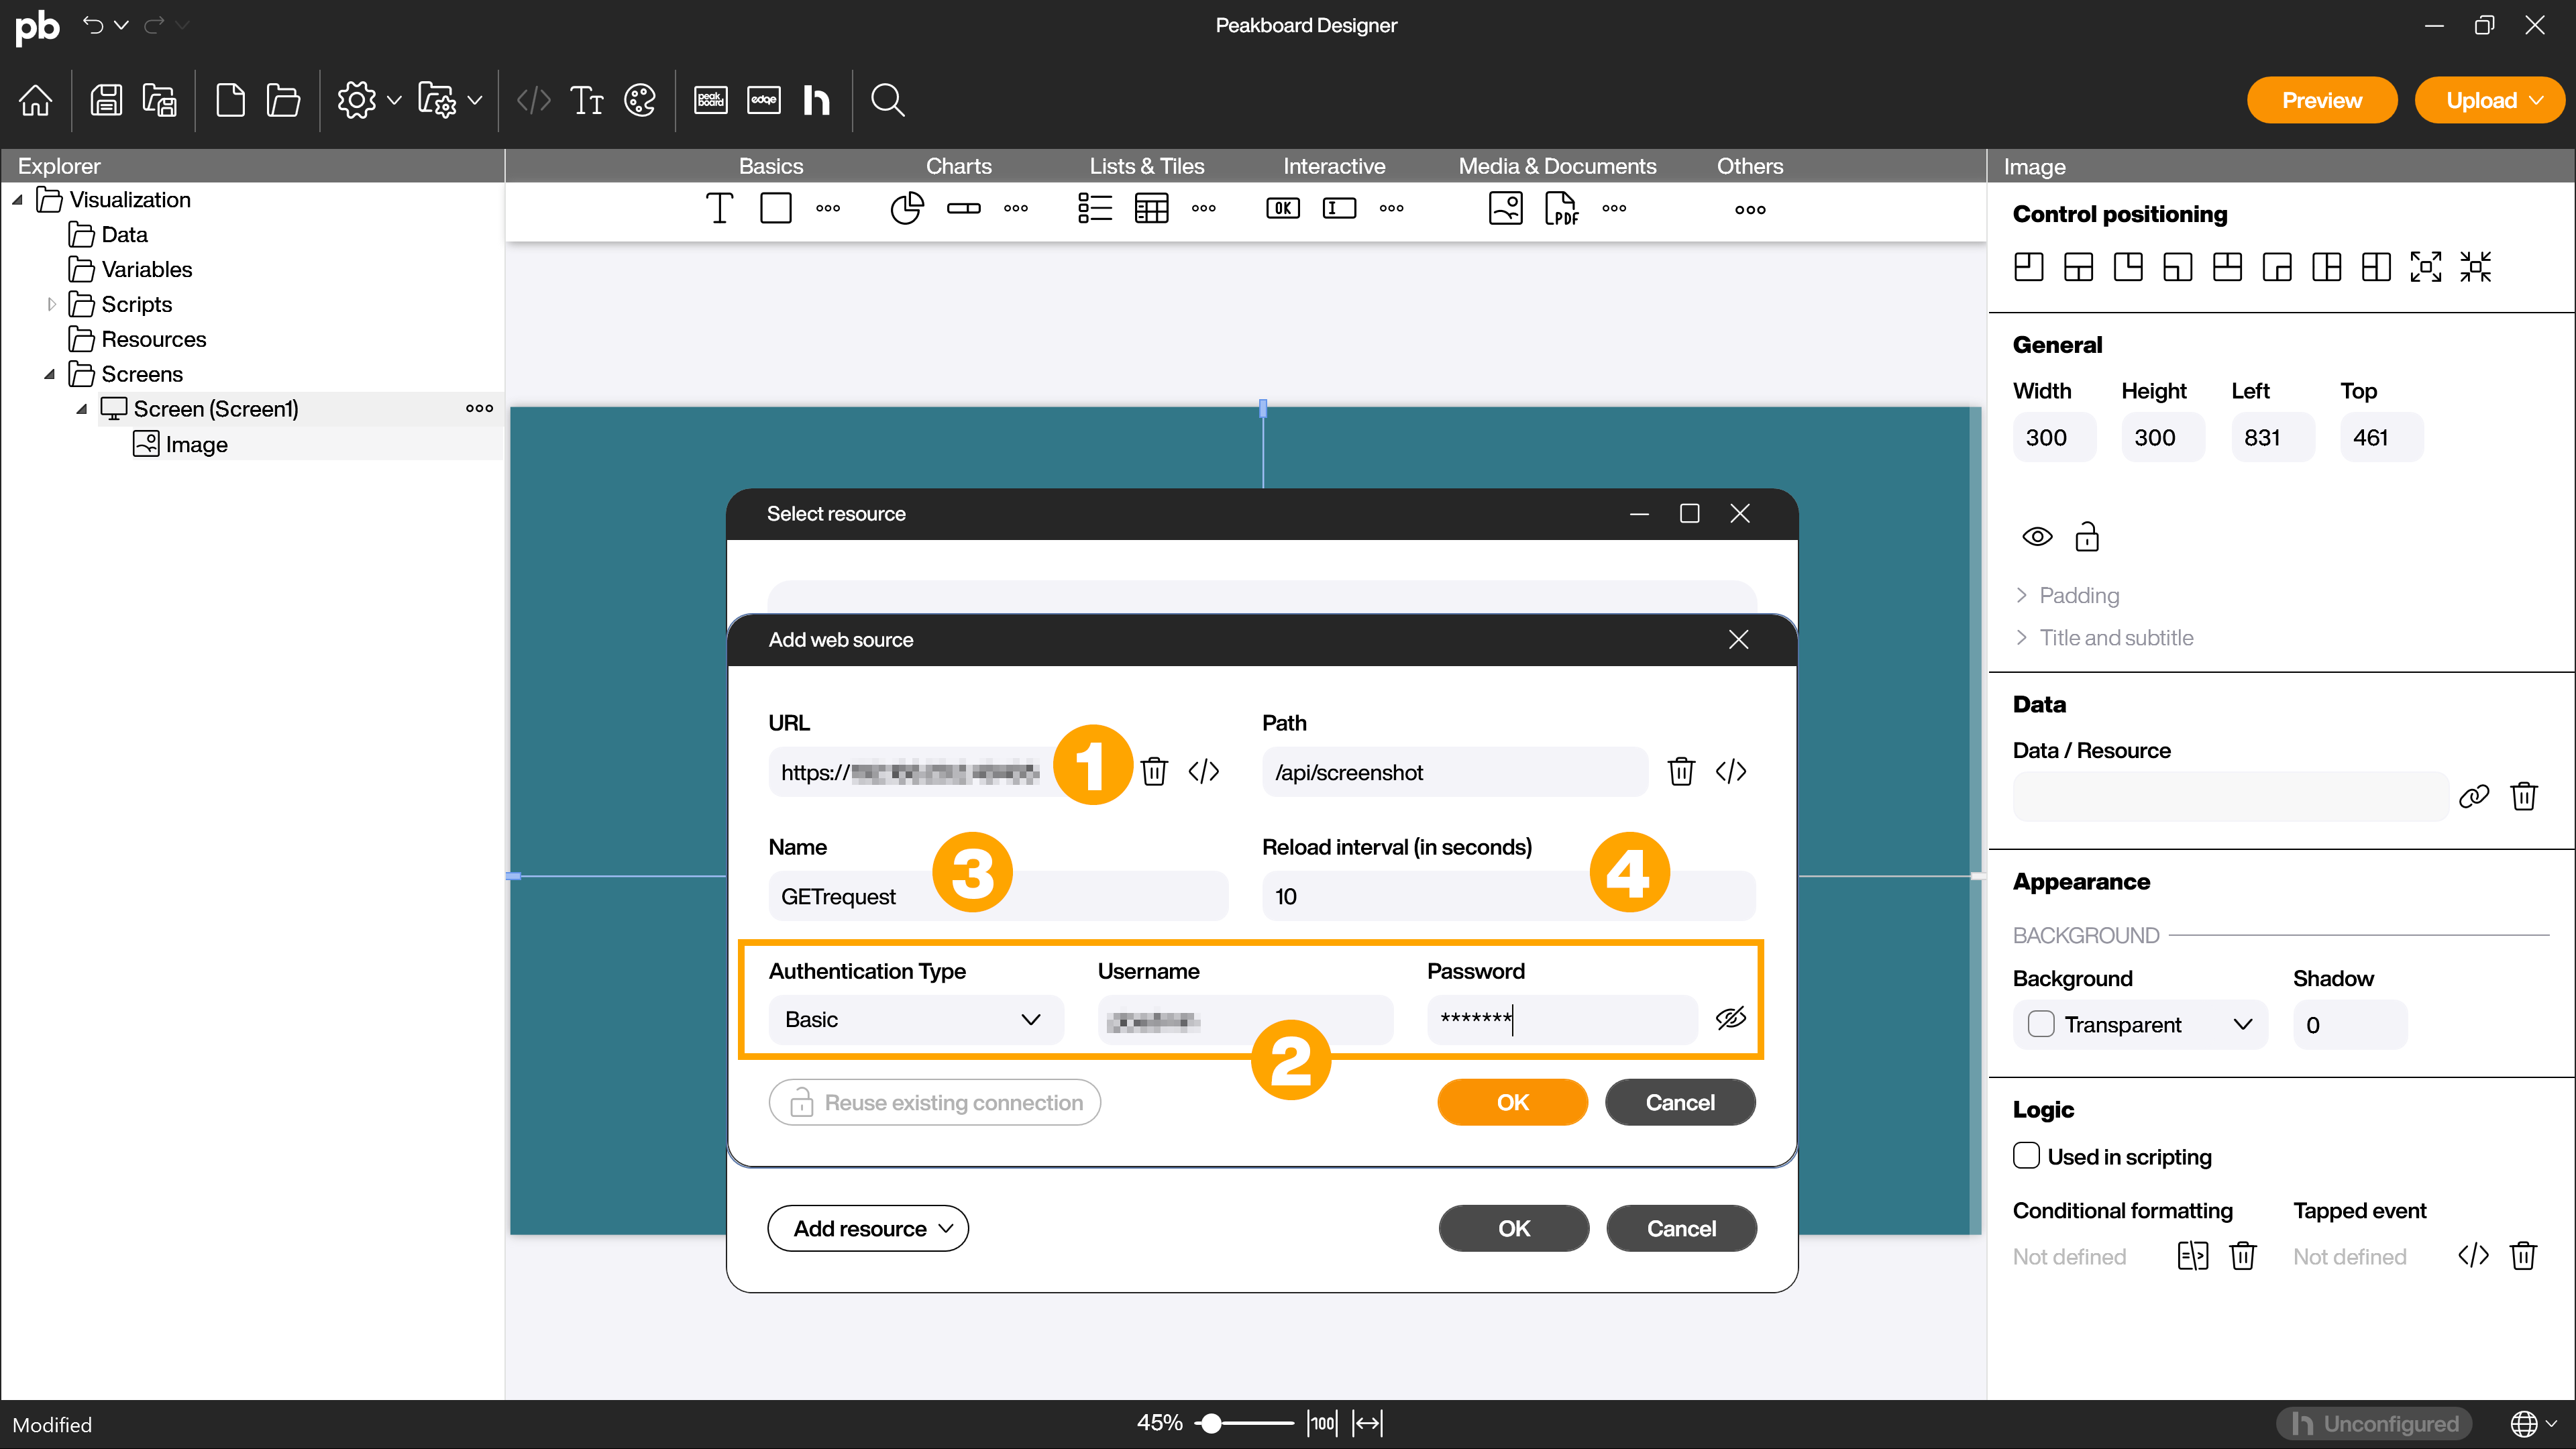 pb
Peakboard Designer
peak board
edge
h
Preview
Upload
Explorer
Basics
Charts
Lists & Tiles
Interactive
Media & Documents
Others
Image
Visualization
Data
Variables
Scripts
Resources
Screens
Screen (Screen1)
Image
OK
PDF
Control positioning
General
Width
Height
Left
Top
300
300
831
461
Padding
Title and subtitle
Data
Data / Resource
Appearance
BACKGROUND
Background
Shadow
Transparent
0
Logic
Used in scripting
Conditional formatting
Tapped event
Not defined
Not defined
Select resource
Add web source
URL
Path
https://
1
/api/screenshot
Name
3
Reload interval (in seconds)
4
GETrequest
10
Authentication Type
Username
Password
Basic
*******
2
Reuse existing connection
OK
Cancel
Add resource
OK
Cancel
Modified
45%
100
h Unconfigured